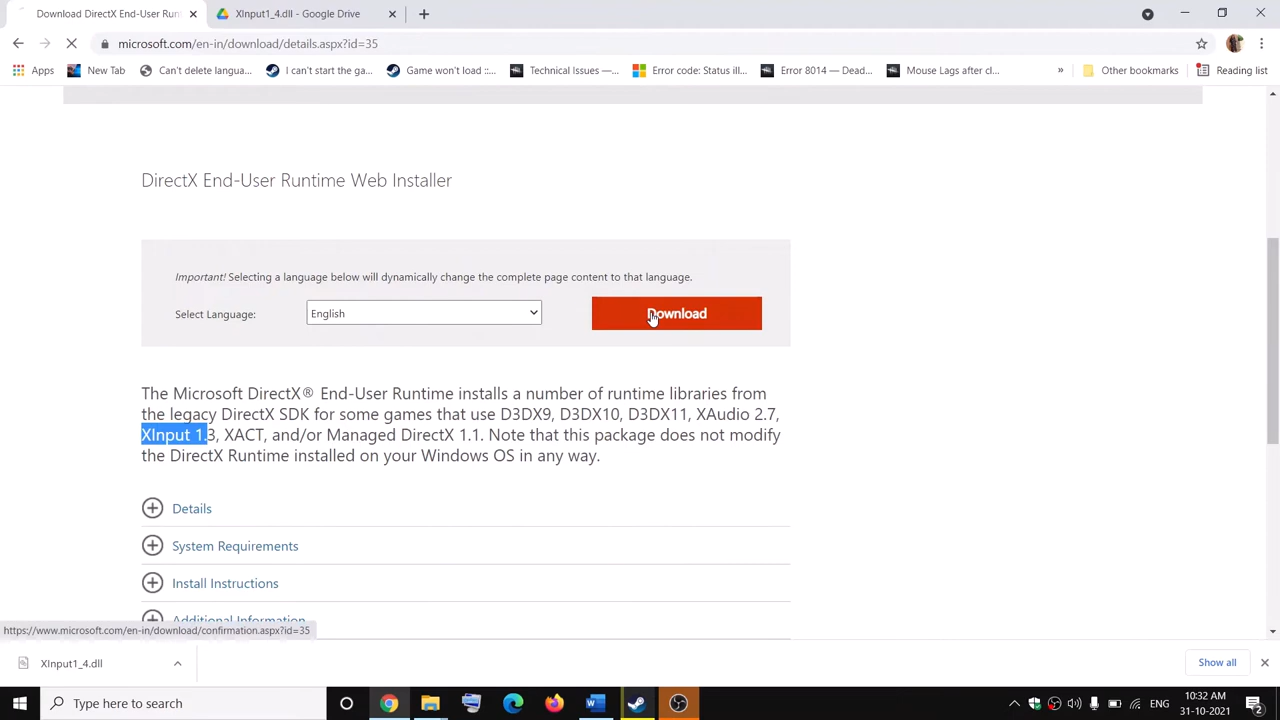 Download DirectX End-User Run
XInput1_4.dll - Google Drive
microsoft.com/en-in/download/details.aspx?id=35
Apps
New Tab
Can't delete langua...
I can't start the ga...
Game won't load ::...
Technical Issues —...
Error code: Status ill...
Error 8014 — Dead...
Mouse Lags after cl...
»
Other bookmarks
Reading list
DirectX End-User Runtime Web Installer
Important! Selecting a language below will dynamically change the complete page content to that language.
Select Language:
English
Download
The Microsoft DirectX® End-User Runtime installs a number of runtime libraries from
the legacy DirectX SDK for some games that use D3DX9, D3DX10, D3DX11, XAudio 2.7,
XInput 1.3, XACT, and/or Managed DirectX 1.1. Note that this package does not modify
the DirectX Runtime installed on your Windows OS in any way.
Details
System Requirements
Install Instructions
Additional Information
https://www.microsoft.com/en-in/download/confirmation.aspx?id=35
XInput1_4.dll
Show all
Type here to search
ENG
10:32 AM
31-10-2021
2